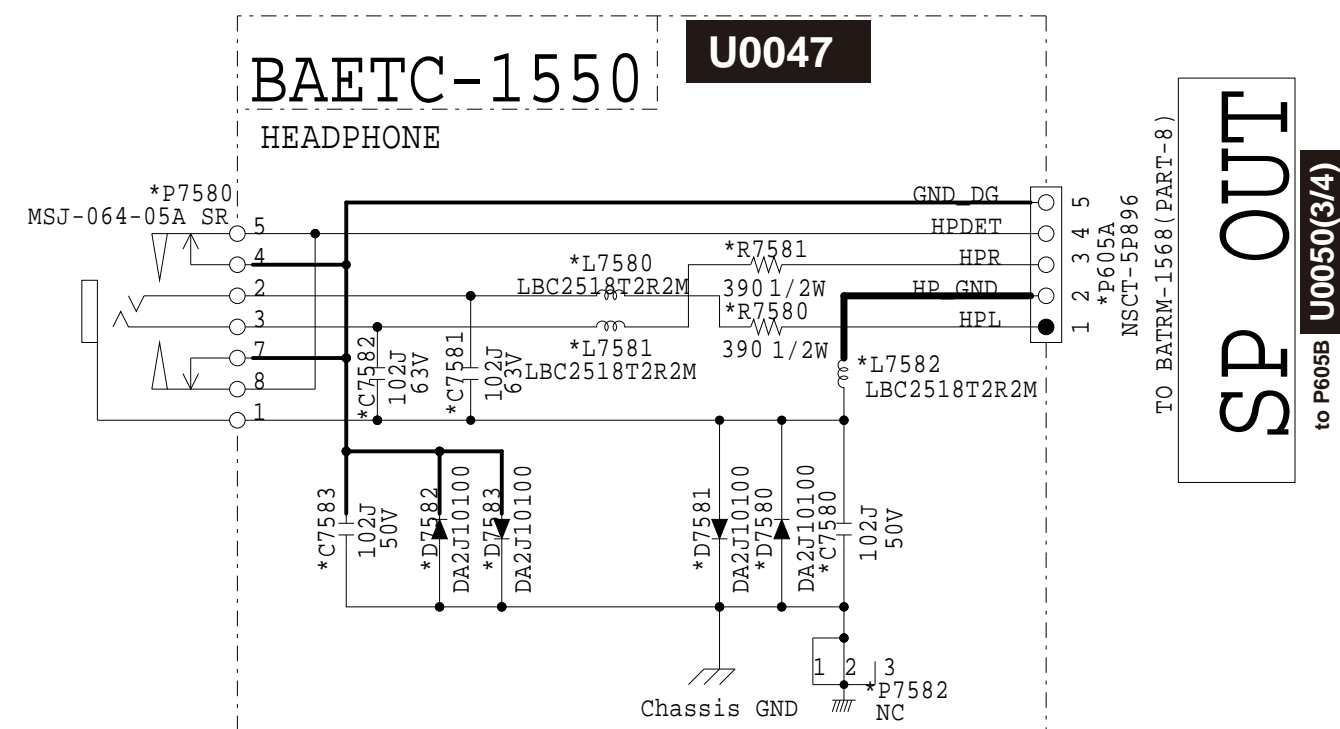 BAETC-1550
U0047
HEADPHONE
*P7580
MSJ-064-05A SR
5
4
2
3
7
8
1
GND_DG
HPDET
HPR
HP_GND
HPL
5
4
3
2
1
*P605A
NSCT-5P896
TO BATRM-1568(PART-8)
SP OUT
to P605B U0050(3/4)
*L7580
LBC2518T2R2M
*R7581
390 1/2W
*R7580
390 1/2W
*L7581
LBC2518T2R2M
*L7582
LBC2518T2R2M
*C7582
102J
63V
*C7581
102J
63V
*C7583
102J
50V
*D7582
DA2J10100
*D7583
DA2J10100
*D7581
DA2J10100
*D7580
DA2J10100
*C7580
102J
50V
1 2 3
*P7582
NC
Chassis GND